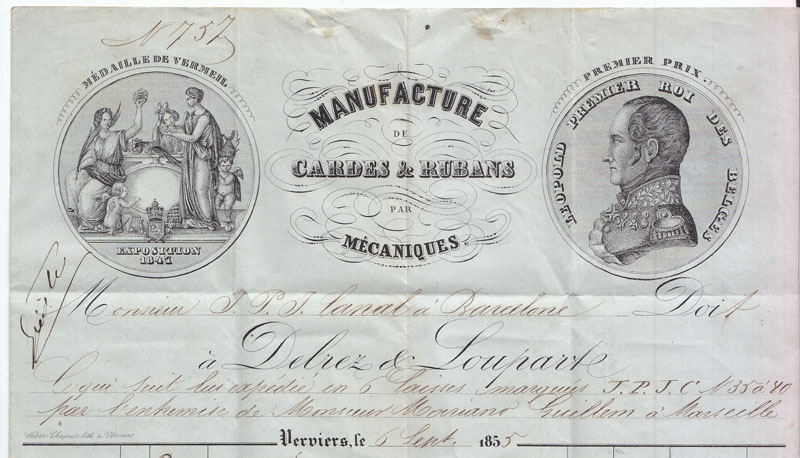 N 757
MÉDAILLE DE VERMEIL
EXPOSITION
1847
MANUFACTURE
DE
CARDES & RUBANS
PAR
MÉCANIQUES.
PREMIER PRIX.
LEOPOLD PREMIER ROI DES BELGES
Monsieur J. P. J. Canal à Barcelone Doit
à Delrez & Loupart
Ce qui suit lui expédié en 6 Caisses marquées J. P. J. C N 35 à 40
par l'entremise de Monsieur Mariano Guillem à Marseille
lith. à Verviers
Verviers, le 6 Sept. 1855